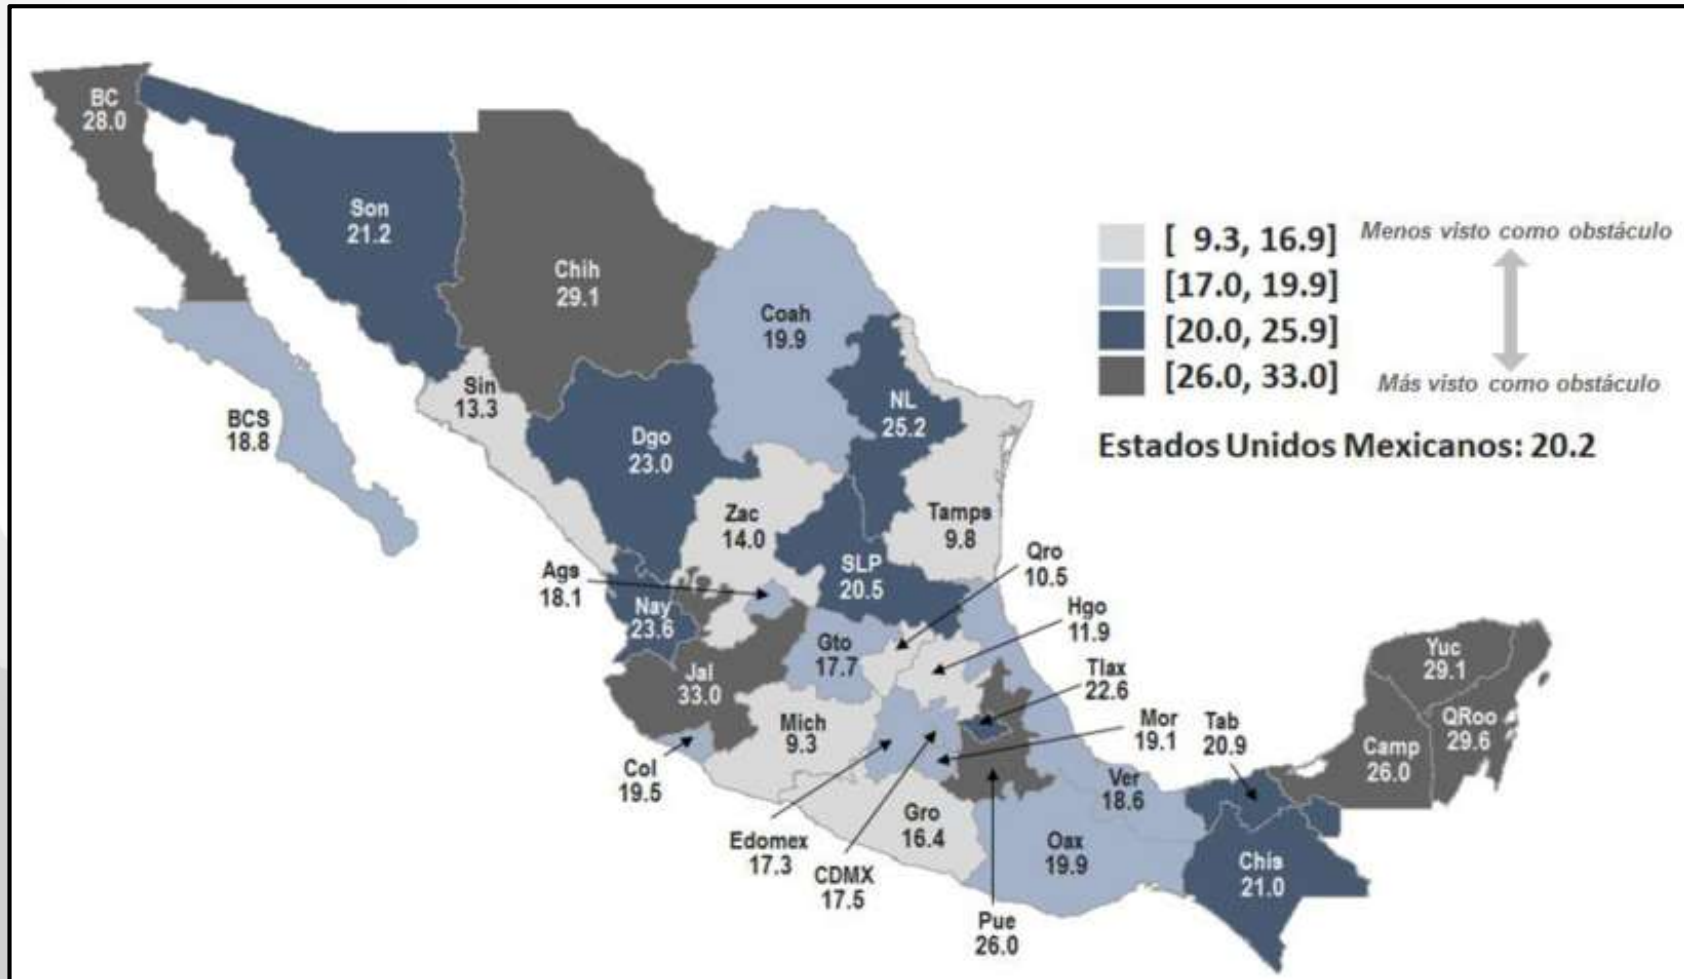 BC
28.0
Son
21.2
Chih
29.1
Coah
19.9
BCS
18.8
Sin
13.3
Dgo
23.0
NL
25.2
Zac
14.0
Tamps
9.8
SLP
20.5
Ags
18.1
Nay
23.6
Jal
33.0
Gto
17.7
Qro
10.5
Hgo
11.9
Tlax
22.6
Mor
19.1
Mich
9.3
Col
19.5
Edomex
17.3
CDMX
17.5
Gro
16.4
Pue
26.0
Oax
19.9
Ver
18.6
Tab
20.9
Chis
21.0
Camp
26.0
Yuc
29.1
QRoo
29.6
[ 9.3, 16.9]
[17.0, 19.9]
[20.0, 25.9]
[26.0, 33.0]
Menos visto como obstáculo
Más visto como obstáculo
Estados Unidos Mexicanos: 20.2